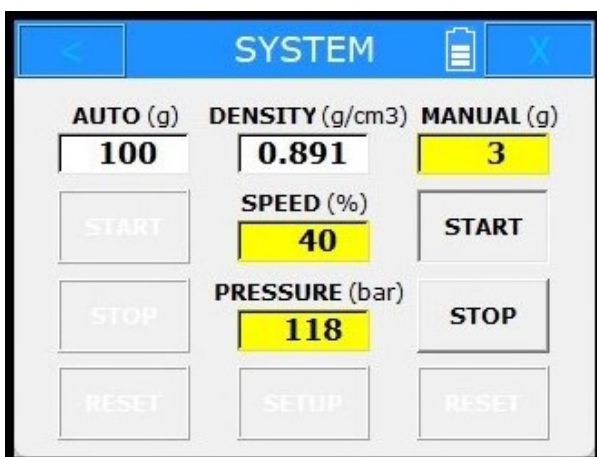 < SYSTEM X
AUTO (g) DENSITY (g/cm3) MANUAL (g)
100 0.891 3
SPEED (%)
START 40 START
PRESSURE (bar)
STOP 118 STOP
RESET SETUP RESET